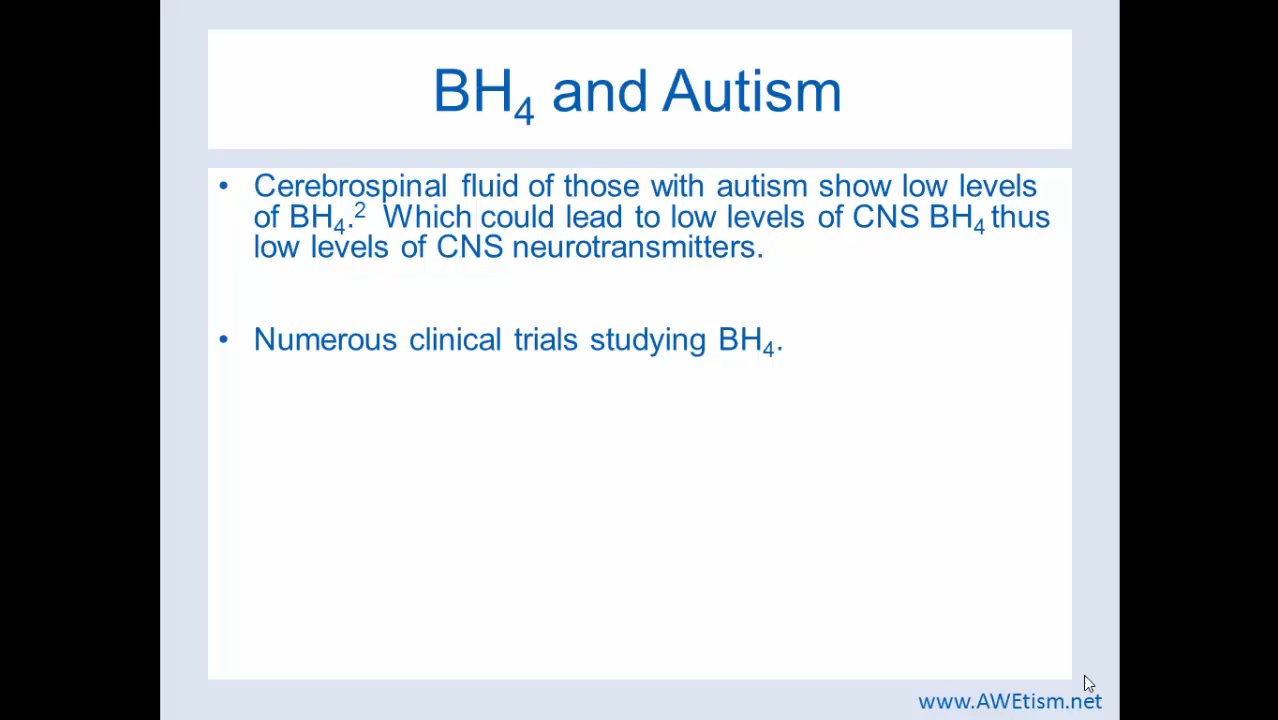 BH₄ and Autism
• Cerebrospinal fluid of those with autism show low levels
of BH₄.² Which could lead to low levels of CNS BH₄ thus
low levels of CNS neurotransmitters.
• Numerous clinical trials studying BH₄.
www.AWEtism.net